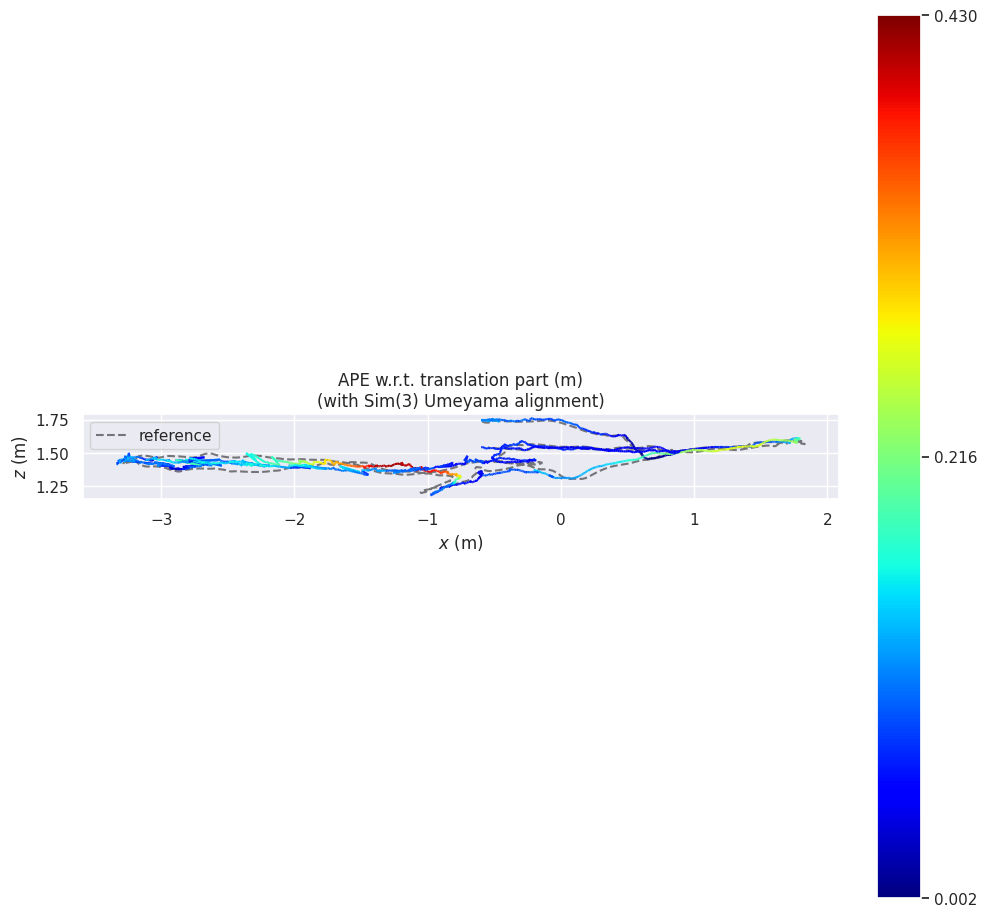 APE w.r.t. translation part (m)
(with Sim(3) Umeyama alignment)
reference
1.75
1.50
1.25
z (m)
−3
−2
−1
0
1
2
x (m)
0.430
0.216
0.002